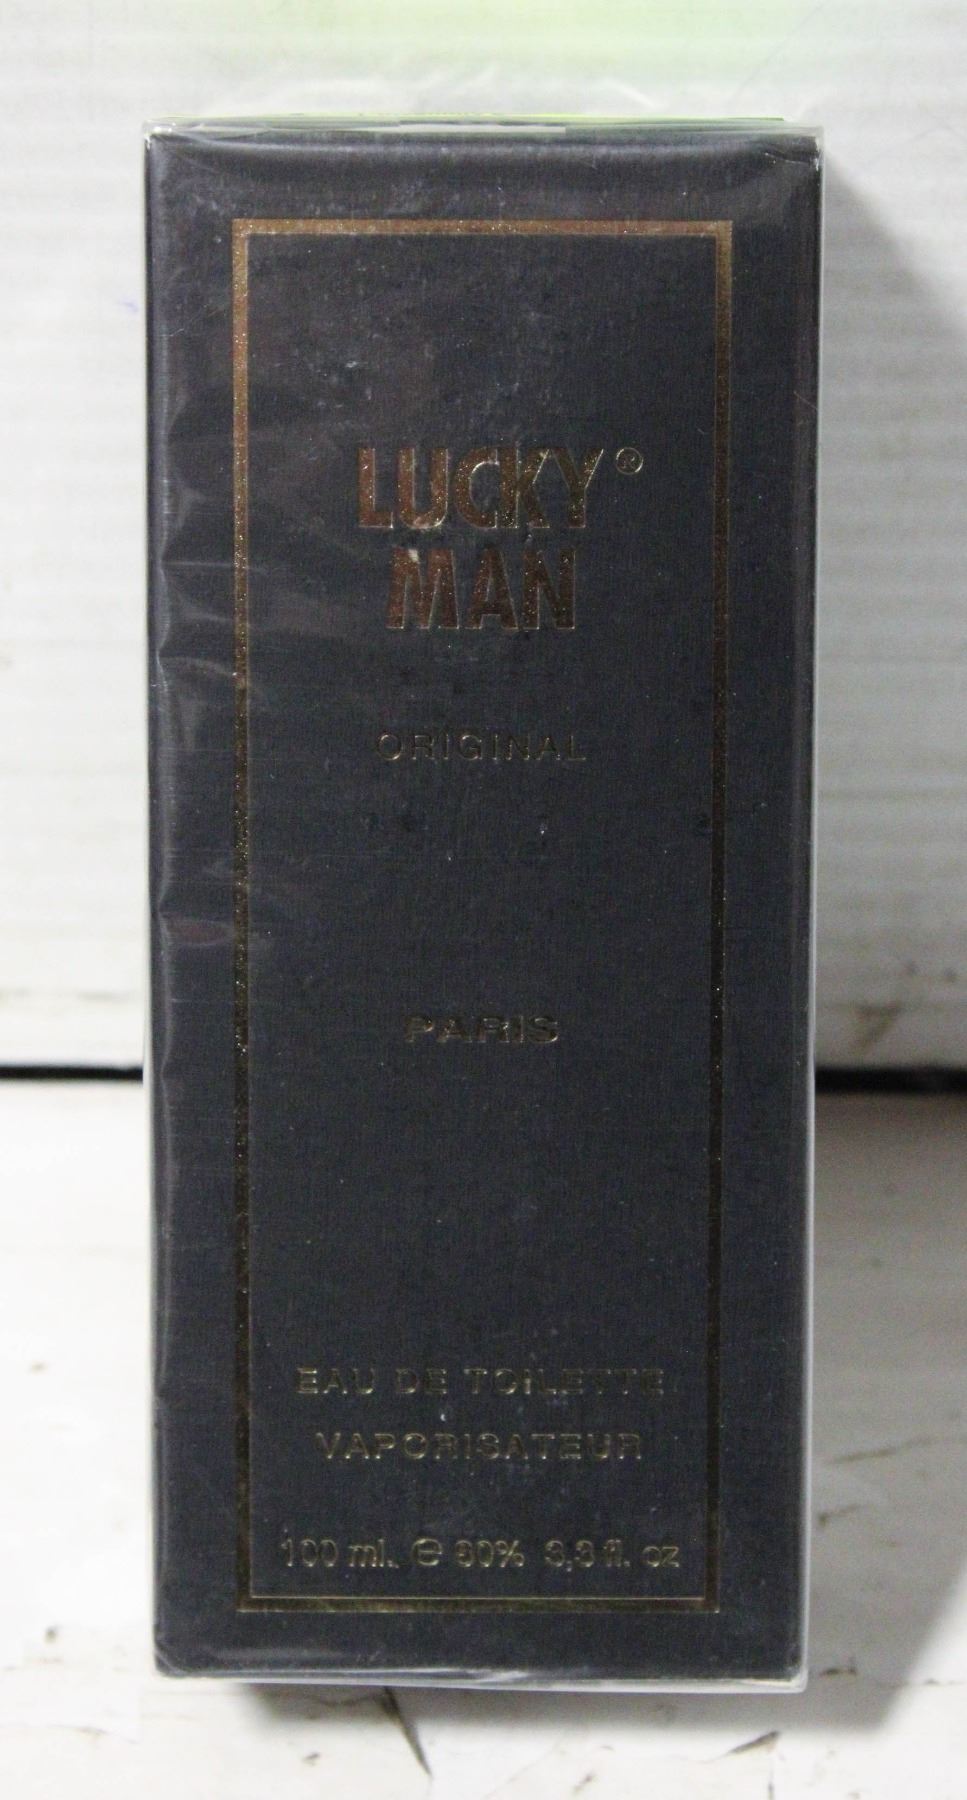 LUCKY®
MAN
ORIGINAL
PARIS
EAU DE TOILETTE
VAPORISATEUR
100 ml. ℮ 80% 3,3 fl. oz